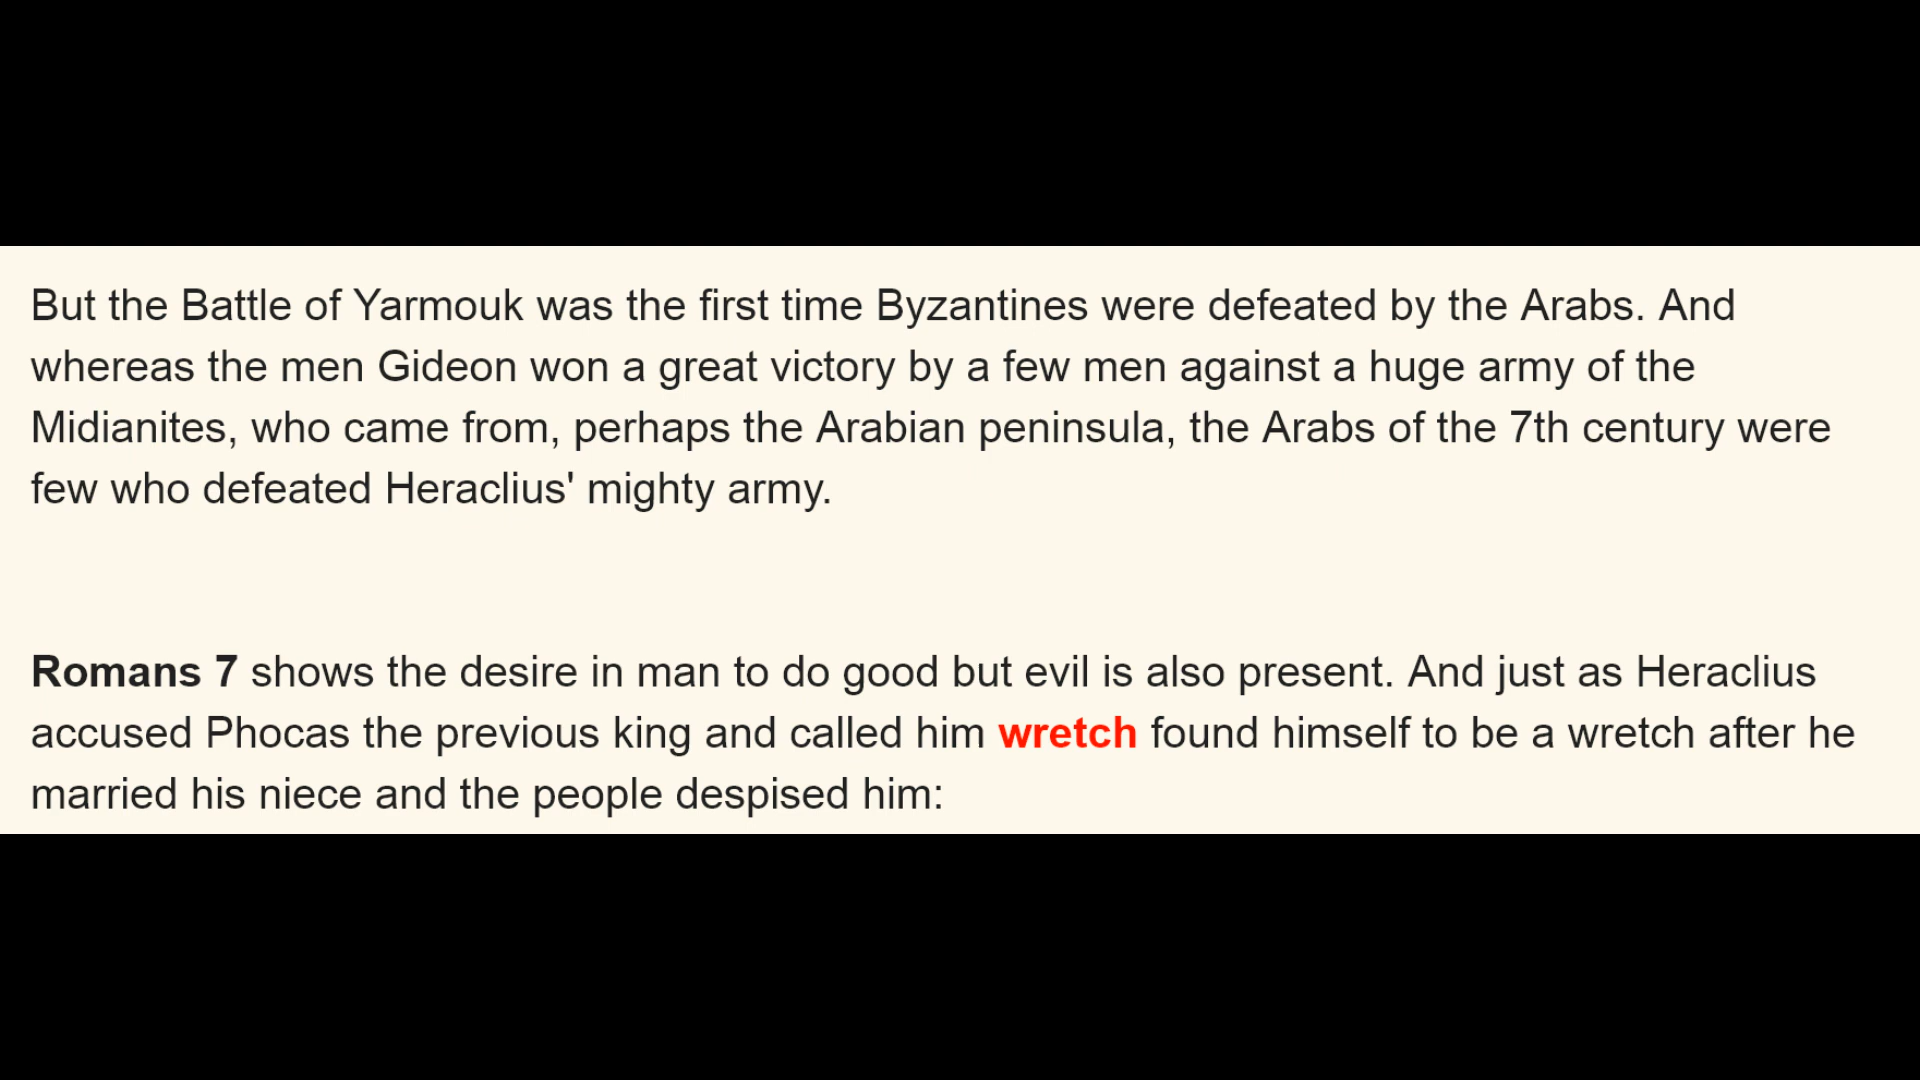 But the Battle of Yarmouk was the first time Byzantines were defeated by the Arabs. And
whereas the men Gideon won a great victory by a few men against a huge army of the
Midianites, who came from, perhaps the Arabian peninsula, the Arabs of the 7th century were
few who defeated Heraclius' mighty army.
Romans 7 shows the desire in man to do good but evil is also present. And just as Heraclius
accused Phocas the previous king and called him wretch found himself to be a wretch after he
married his niece and the people despised him: